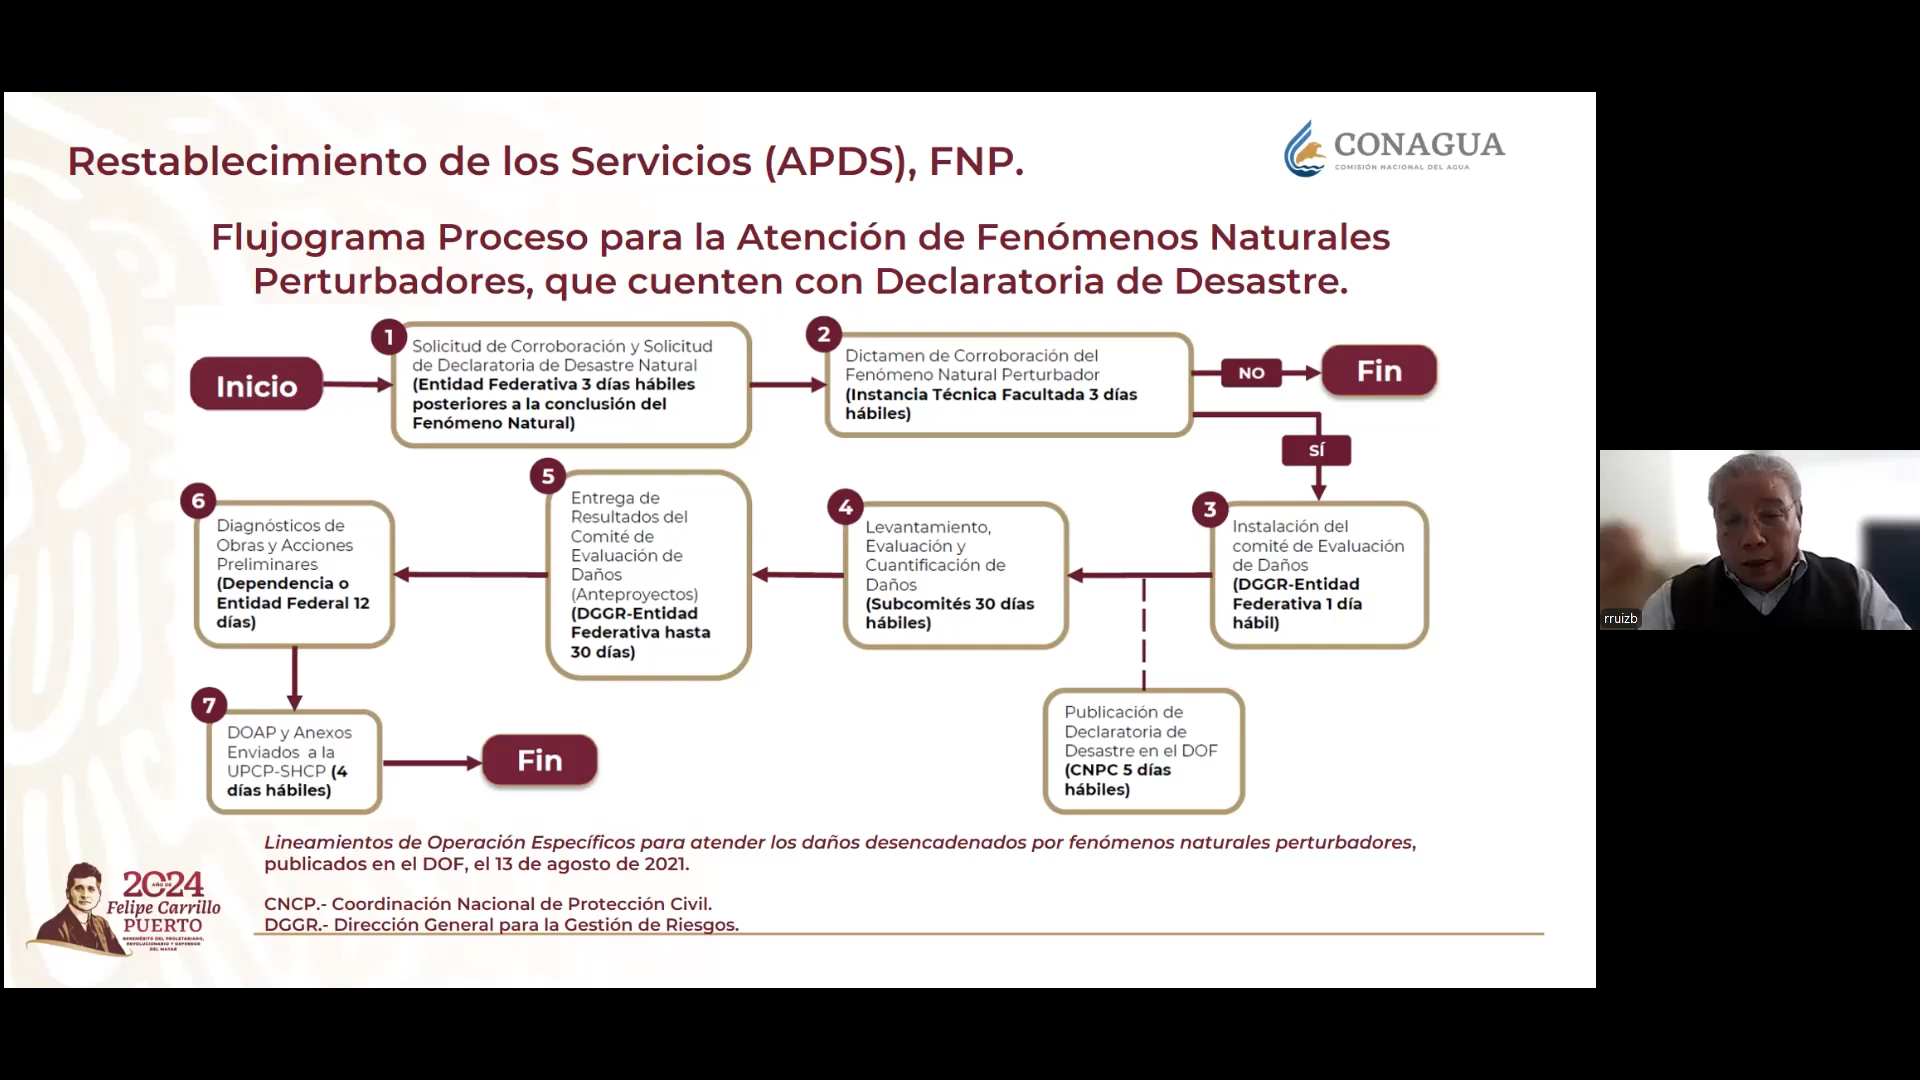 Restablecimiento de los Servicios (APDS), FNP.
CONAGUA
COMISIÓN NACIONAL DEL AGUA
Flujograma Proceso para la Atención de Fenómenos Naturales
Perturbadores, que cuenten con Declaratoria de Desastre.
Inicio
1
Solicitud de Corroboración y Solicitud
de Declaratoria de Desastre Natural
(Entidad Federativa 3 días hábiles
posteriores a la conclusión del
Fenómeno Natural)
2
Dictamen de Corroboración del
Fenómeno Natural Perturbador
(Instancia Técnica Facultada 3 días
hábiles)
NO
Fin
SÍ
3
Instalación del
comité de Evaluación
de Daños
(DGGR-Entidad
Federativa 1 día
hábil)
4
Levantamiento,
Evaluación y
Cuantificación de
Daños
(Subcomités 30 días
hábiles)
5
Entrega de
Resultados del
Comité de
Evaluación de
Daños
(Anteproyectos)
(DGGR-Entidad
Federativa hasta
30 días)
6
Diagnósticos de
Obras y Acciones
Preliminares
(Dependencia o
Entidad Federal 12
días)
7
DOAP y Anexos
Enviados a la
UPCP-SHCP (4
días hábiles)
Fin
Publicación de
Declaratoria de
Desastre en el DOF
(CNPC 5 días
hábiles)
Lineamientos de Operación Específicos para atender los daños desencadenados por fenómenos naturales perturbadores,
publicados en el DOF, el 13 de agosto de 2021.
CNCP.- Coordinación Nacional de Protección Civil.
DGGR.- Dirección General para la Gestión de Riesgos.
2024
AÑO DE
Felipe Carrillo
PUERTO
BENEMÉRITO DEL PROLETARIADO,
REVOLUCIONARIO Y DEFENSOR
DEL MAYAB
rruizb